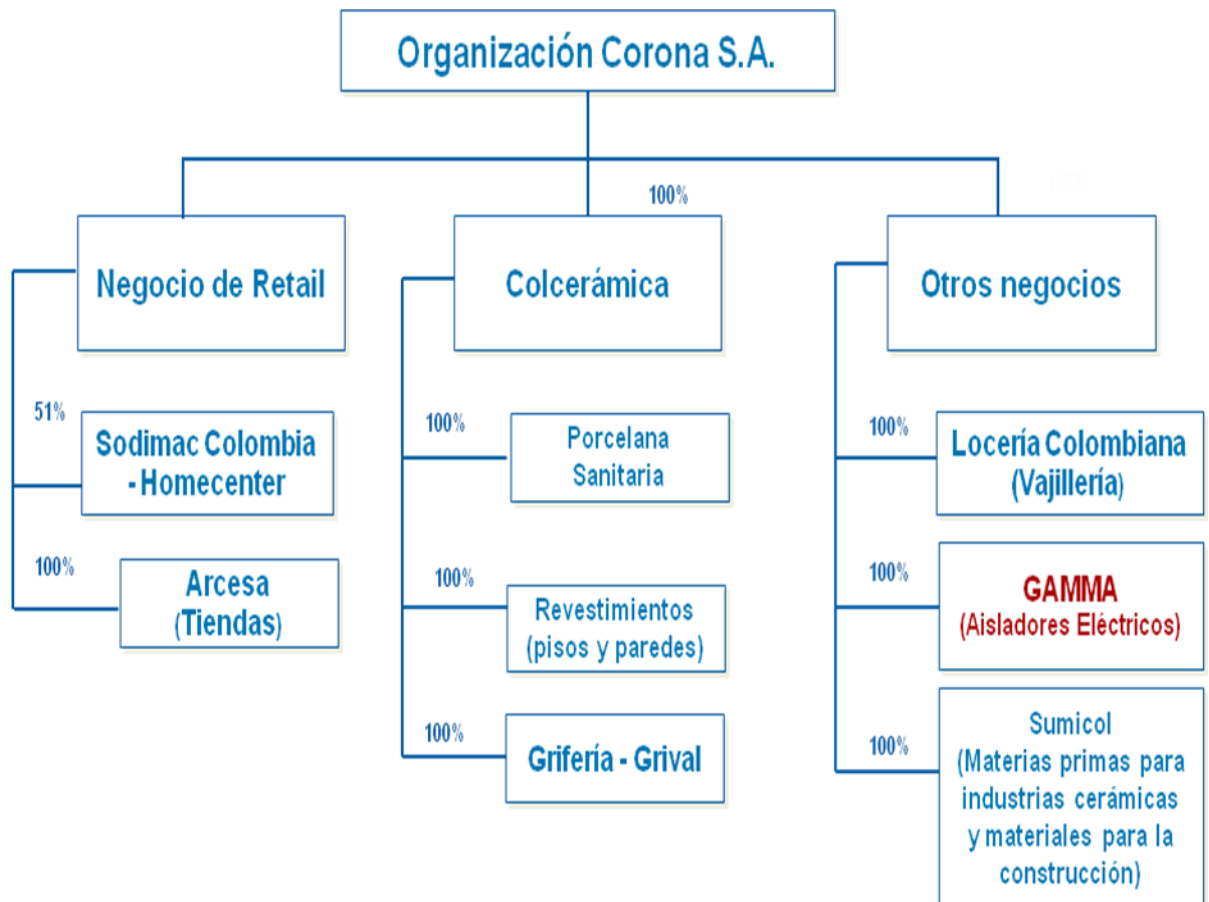 Organización Corona S.A.
100%
Negocio de Retail
Colcerámica
Otros negocios
51%
Sodimac Colombia
- Homecenter
100%
Arcesa
(Tiendas)
100%
Porcelana
Sanitaria
100%
Revestimientos
(pisos y paredes)
100%
Grifería - Grival
100%
Locería Colombiana
(Vajillería)
100%
GAMMA
(Aisladores Eléctricos)
100%
Sumicol
(Materias primas para
industrias cerámicas
y materiales para la
construcción)